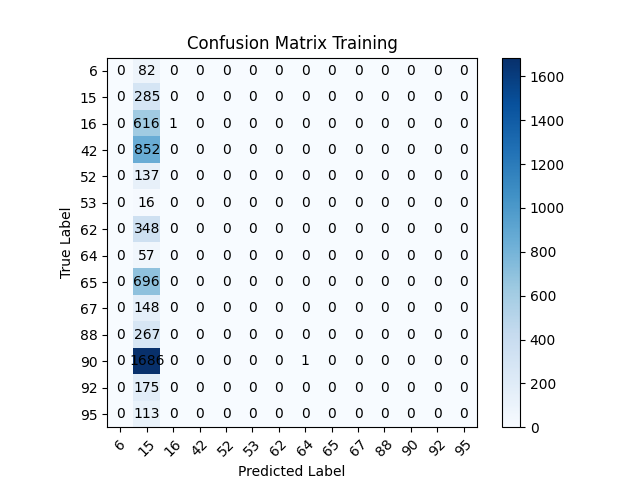 Confusion Matrix Training
6 0 82 0 0 0 0 0 0 0 0 0 0 0 0
15 0 285 0 0 0 0 0 0 0 0 0 0 0 0
16 0 616 1 0 0 0 0 0 0 0 0 0 0 0
42 0 852 0 0 0 0 0 0 0 0 0 0 0 0
52 0 137 0 0 0 0 0 0 0 0 0 0 0 0
53 0 16 0 0 0 0 0 0 0 0 0 0 0 0
62 0 348 0 0 0 0 0 0 0 0 0 0 0 0
64 0 57 0 0 0 0 0 0 0 0 0 0 0 0
65 0 696 0 0 0 0 0 0 0 0 0 0 0 0
67 0 148 0 0 0 0 0 0 0 0 0 0 0 0
88 0 267 0 0 0 0 0 0 0 0 0 0 0 0
90 0 1686 0 0 0 0 0 1 0 0 0 0 0 0
92 0 175 0 0 0 0 0 0 0 0 0 0 0 0
95 0 113 0 0 0 0 0 0 0 0 0 0 0 0
6 15 16 42 52 53 62 64 65 67 88 90 92 95
Predicted Label
True Label
1600
1400
1200
1000
800
600
400
200
0